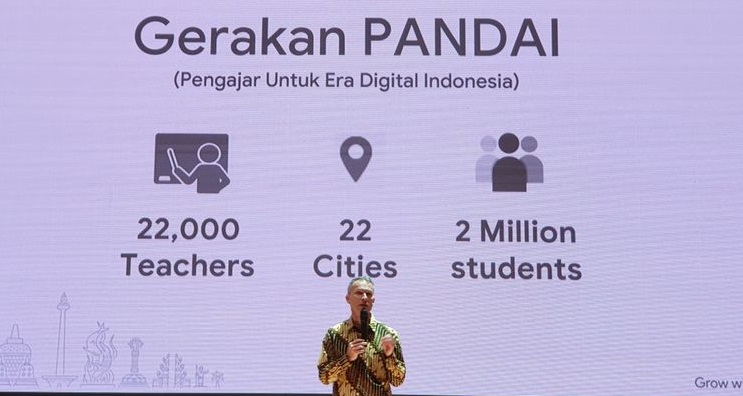 Gerakan PANDAI
(Pengajar Untuk Era Digital Indonesia)
22,000
Teachers
22
Cities
2 Million
students
Grow w